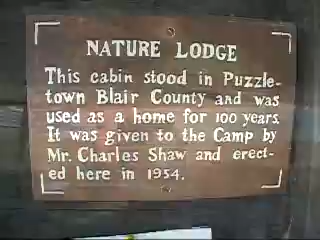 NATURE LODGE
This cabin stood in Puzzle-
town Blair County and was
used as a home for 100 years.
It was given to the Camp by
Mr. Charles Shaw and erect-
ed here in 1954.